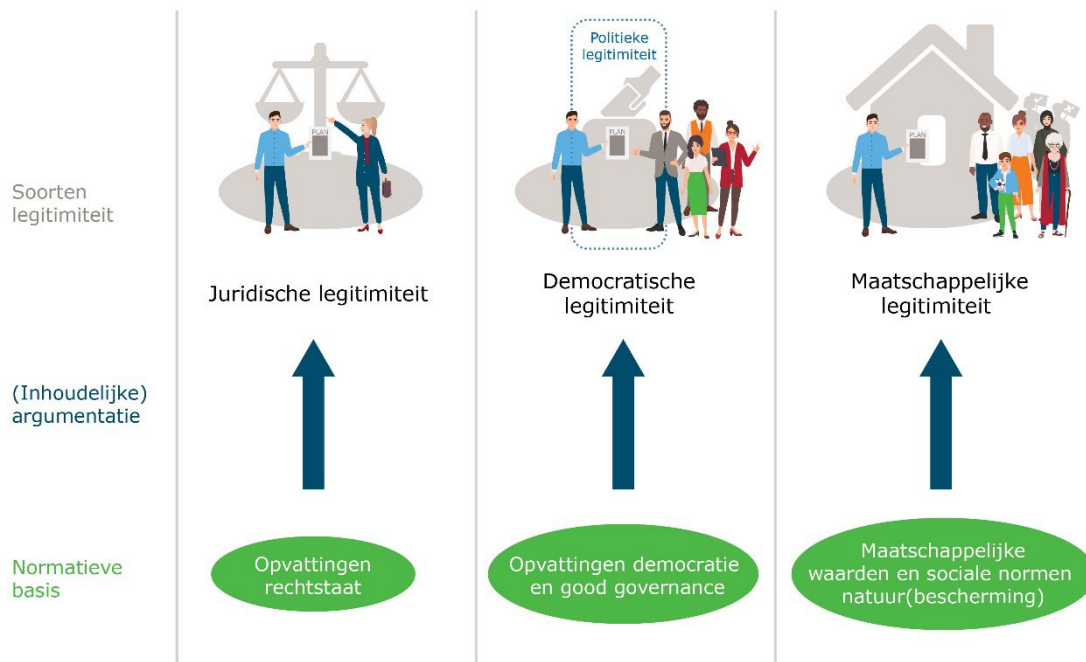 Politieke
legitimiteit
PLAN
PLAN
PLAN
Soorten
legitimiteit
Juridische legitimiteit
Democratische
legitimiteit
Maatschappelijke
legitimiteit
(Inhoudelijke)
argumentatie
Normatieve
basis
Opvattingen
rechtstaat
Opvattingen democratie
en good governance
Maatschappelijke
waarden en sociale normen
natuur(bescherming)